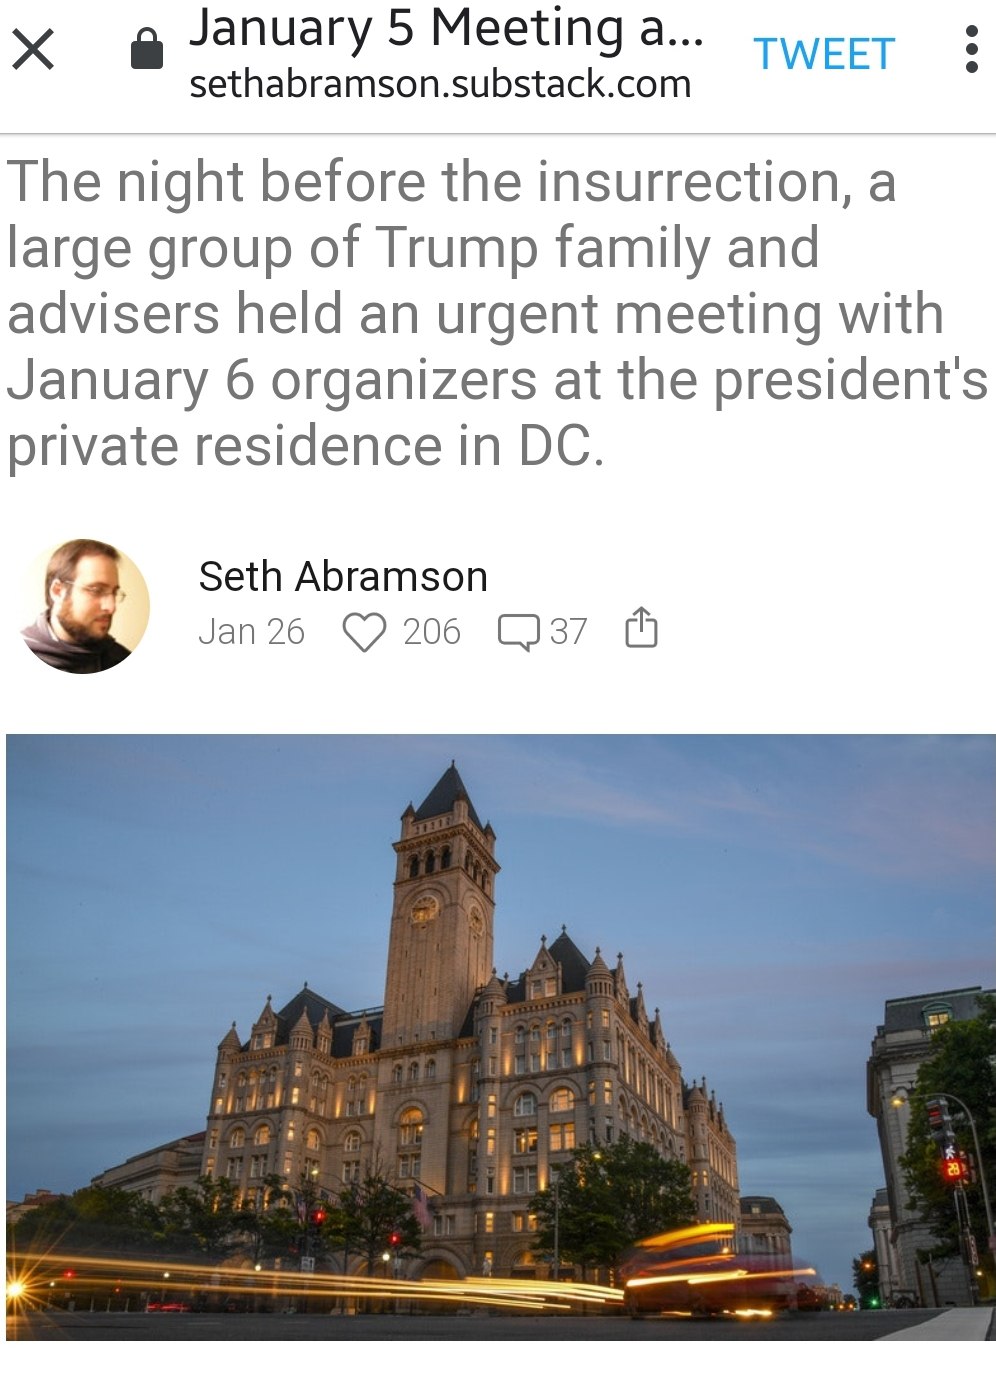 January 5 Meeting a...
sethabramson.substack.com
TWEET
The night before the insurrection, a
large group of Trump family and
advisers held an urgent meeting with
January 6 organizers at the president's
private residence in DC.
Seth Abramson
Jan 26 206 37
28